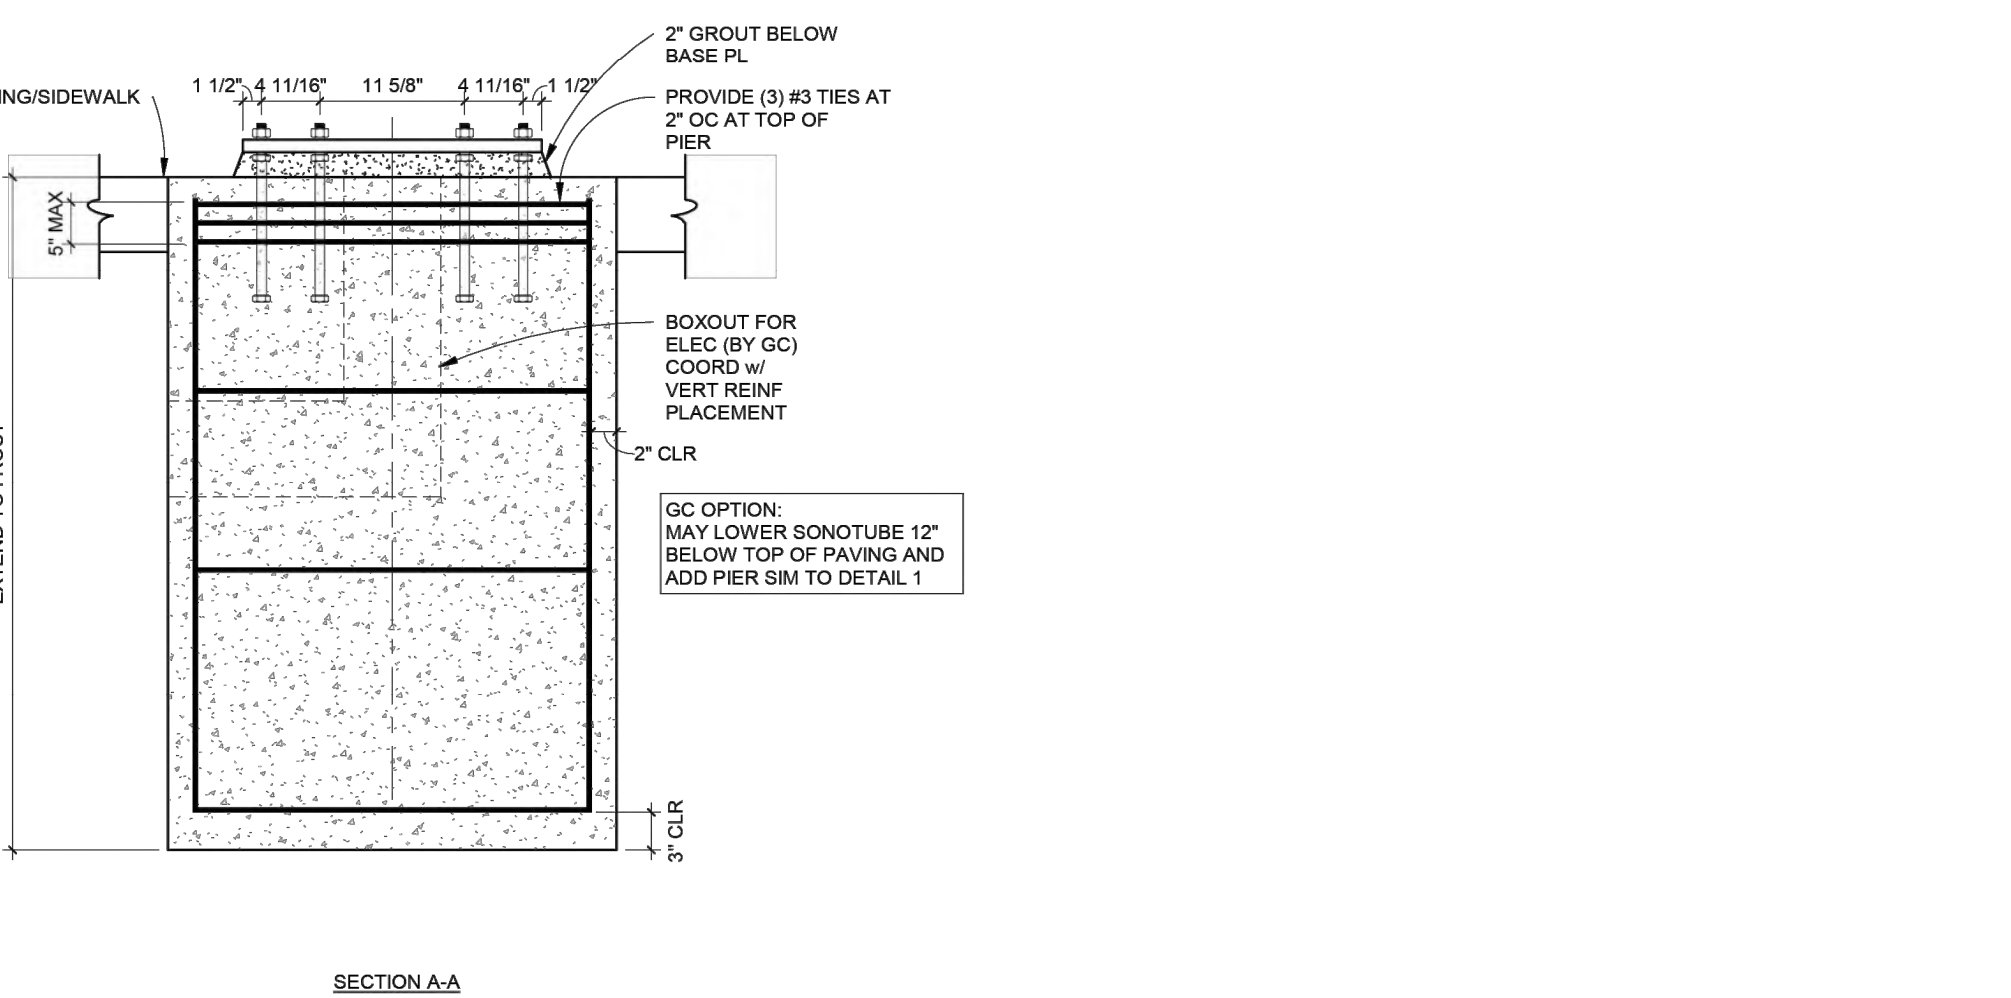 2" GROUT BELOW
BASE PL
1 1/2" 4 11/16" 11 5/8" 4 11/16" 1 1/2"
ING/SIDEWALK
PROVIDE (3) #3 TIES AT
2" OC AT TOP OF
PIER
5" MAX
BOXOUT FOR
ELEC (BY GC)
COORD w/
VERT REINF
PLACEMENT
2" CLR
GC OPTION:
MAY LOWER SONOTUBE 12"
BELOW TOP OF PAVING AND
ADD PIER SIM TO DETAIL 1
3" CLR
SECTION A-A